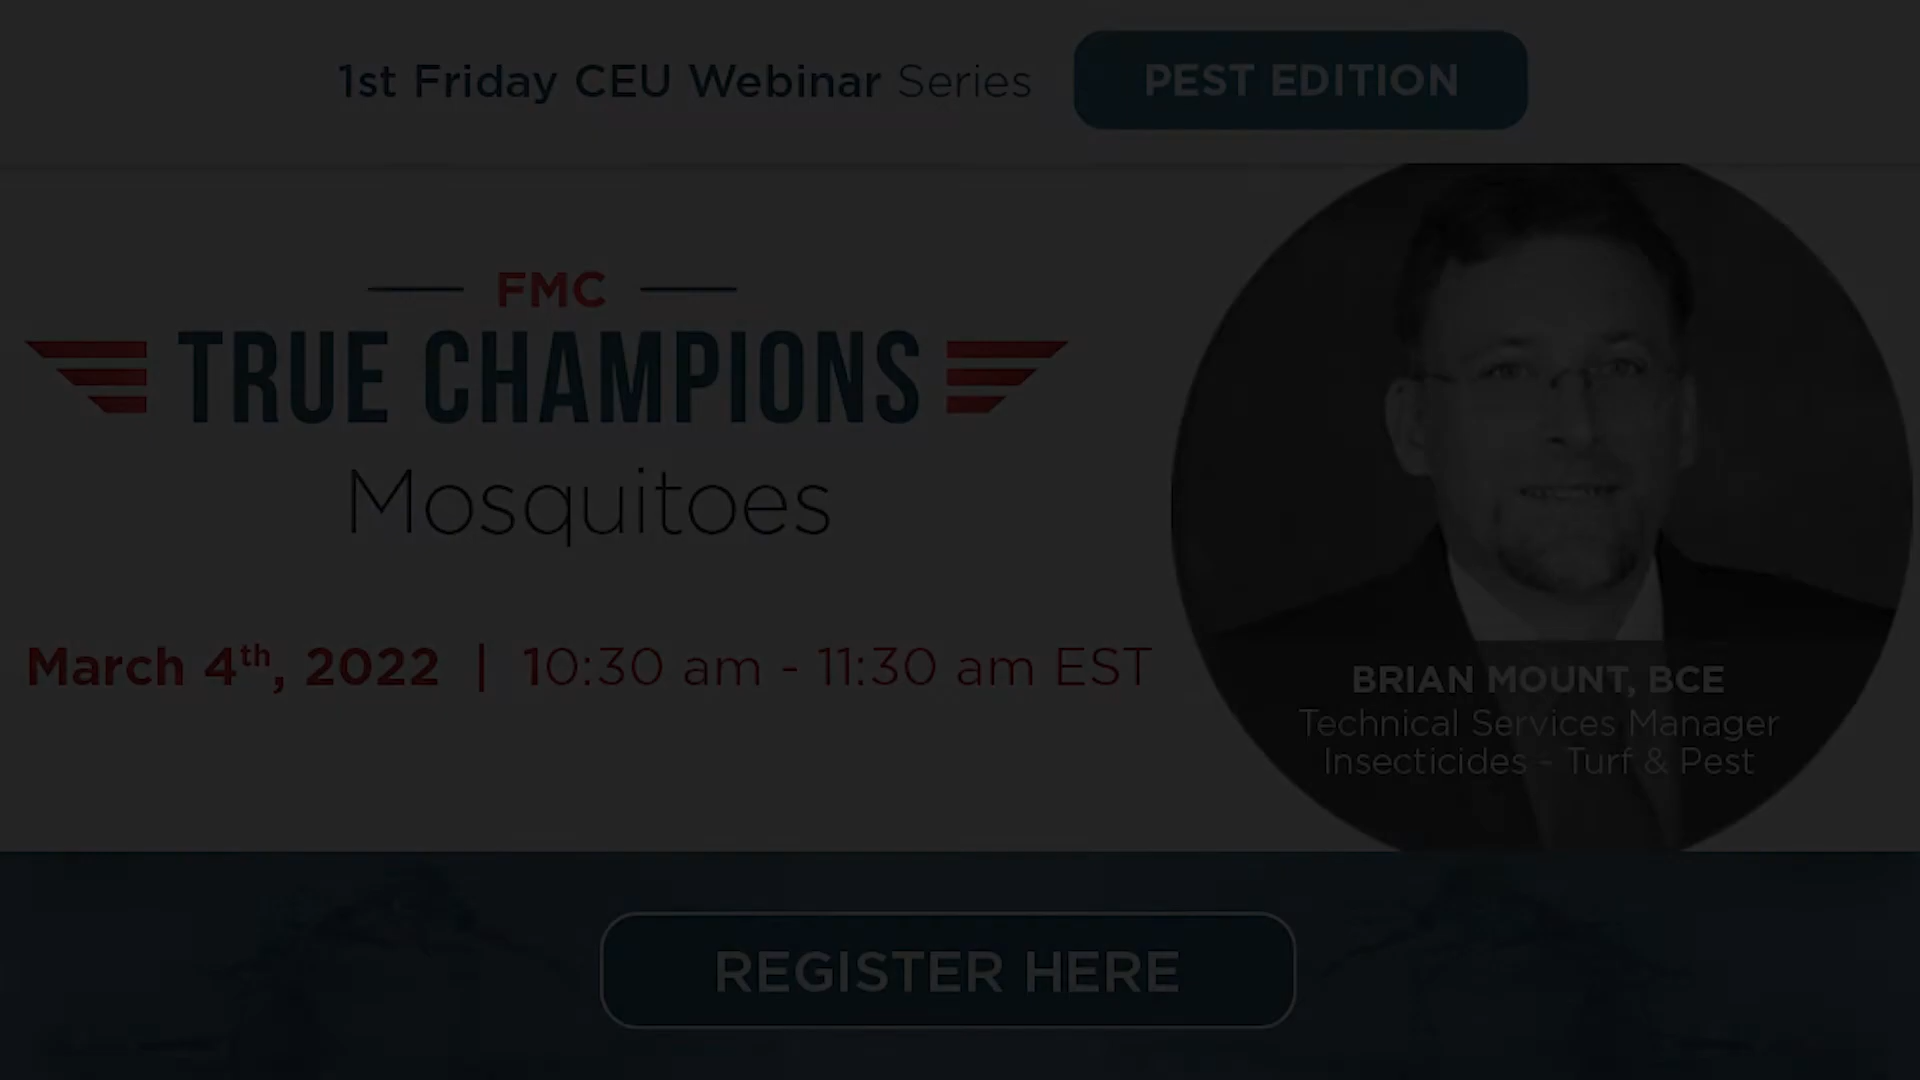 1st Friday CEU Webinar Series
PEST EDITION
FMC
TRUE CHAMPIONS
Mosquitoes
March 4th, 2022 | 10:30 am - 11:30 am EST
BRIAN MOUNT, BCE
Technical Services Manager
Insecticides - Turf & Pest
REGISTER HERE